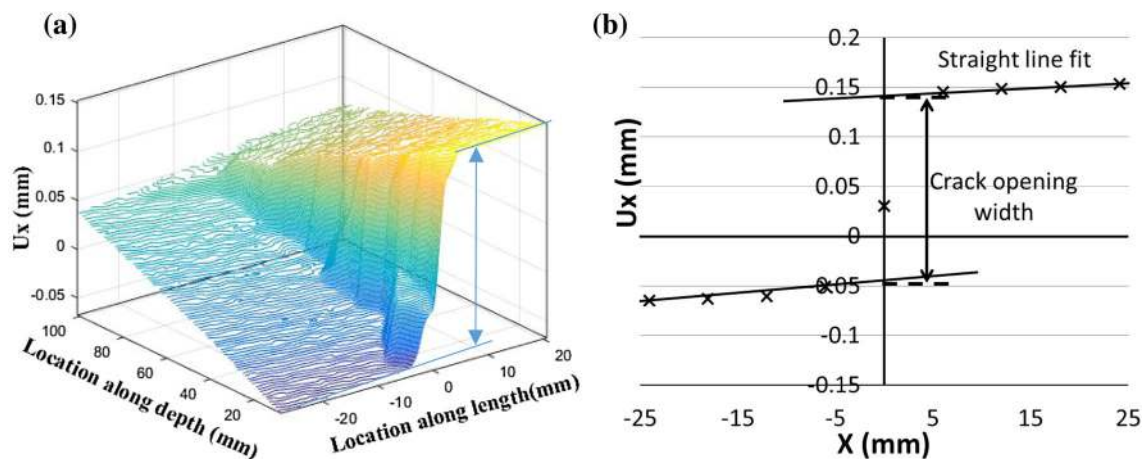 (a)
0.15
0.1
0.05
0
-0.05
Ux (mm)
100
80
60
40
20
Location along depth (mm)
-20
-10
0
10
20
Location along length(mm)
(b)
0.2
0.15
0.1
0.05
0
-0.05
-0.1
-0.15
Ux (mm)
Straight line fit
Crack opening
width
-25
-15
-5
5
15
25
X (mm)